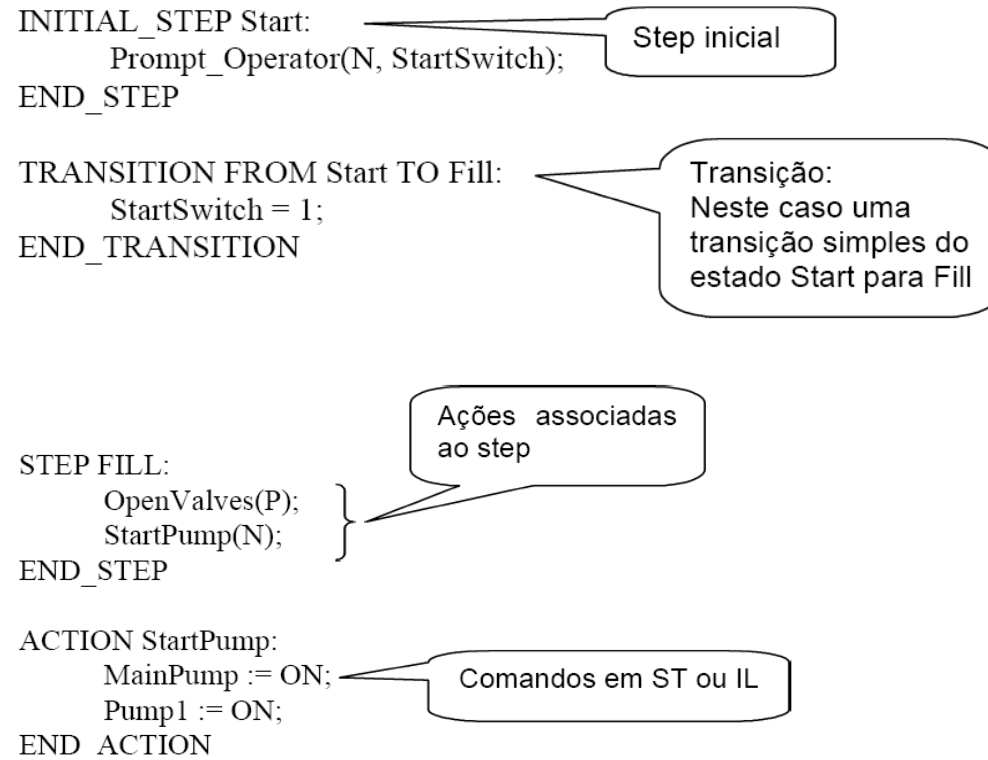 INITIAL_STEP Start:
Prompt_Operator(N, StartSwitch);
END_STEP
Step inicial
TRANSITION FROM Start TO Fill:
StartSwitch = 1;
END_TRANSITION
Transição:
Neste caso uma
transição simples do
estado Start para Fill
Ações associadas
ao step
STEP FILL:
OpenValves(P);
StartPump(N);
END_STEP
ACTION StartPump:
MainPump := ON;
Pump1 := ON;
END_ACTION
Comandos em ST ou IL